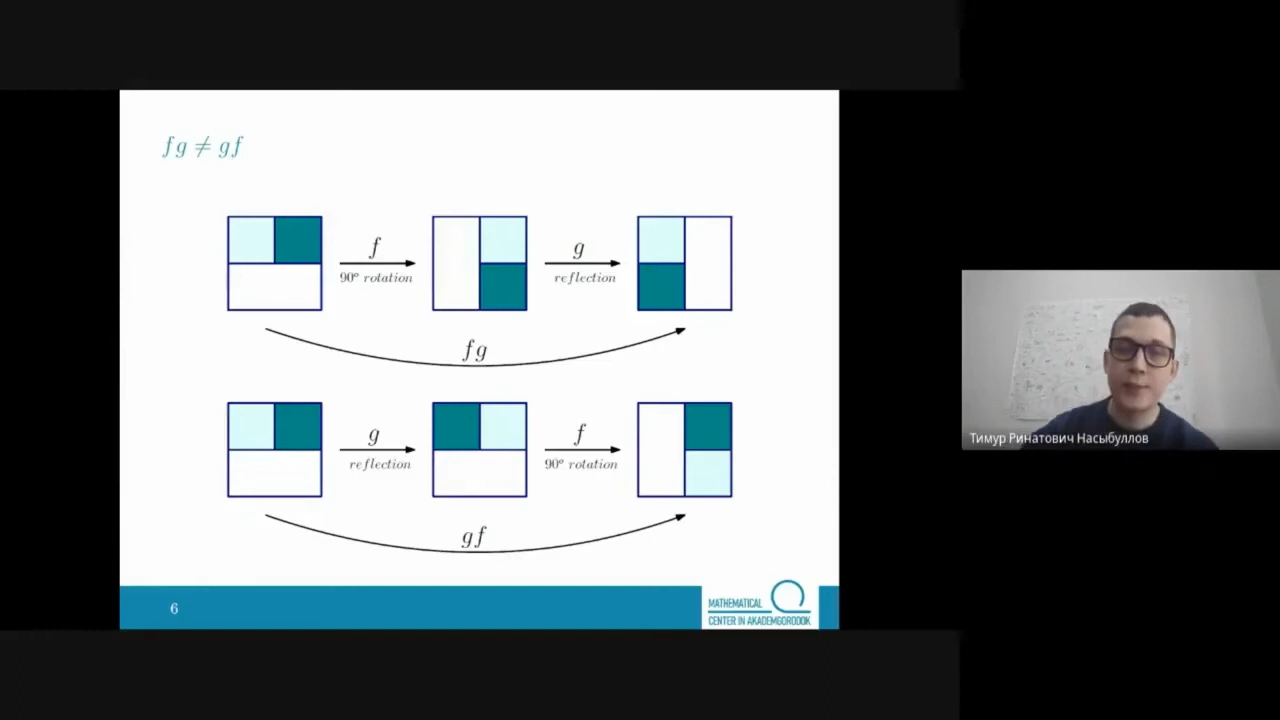 fg ≠ gf
f
90° rotation
g
reflection
fg
g
reflection
f
90° rotation
gf
6
MATHEMATICAL
CENTER IN AKADEMGORODOK
Тимур Ринатович Насыбуллов